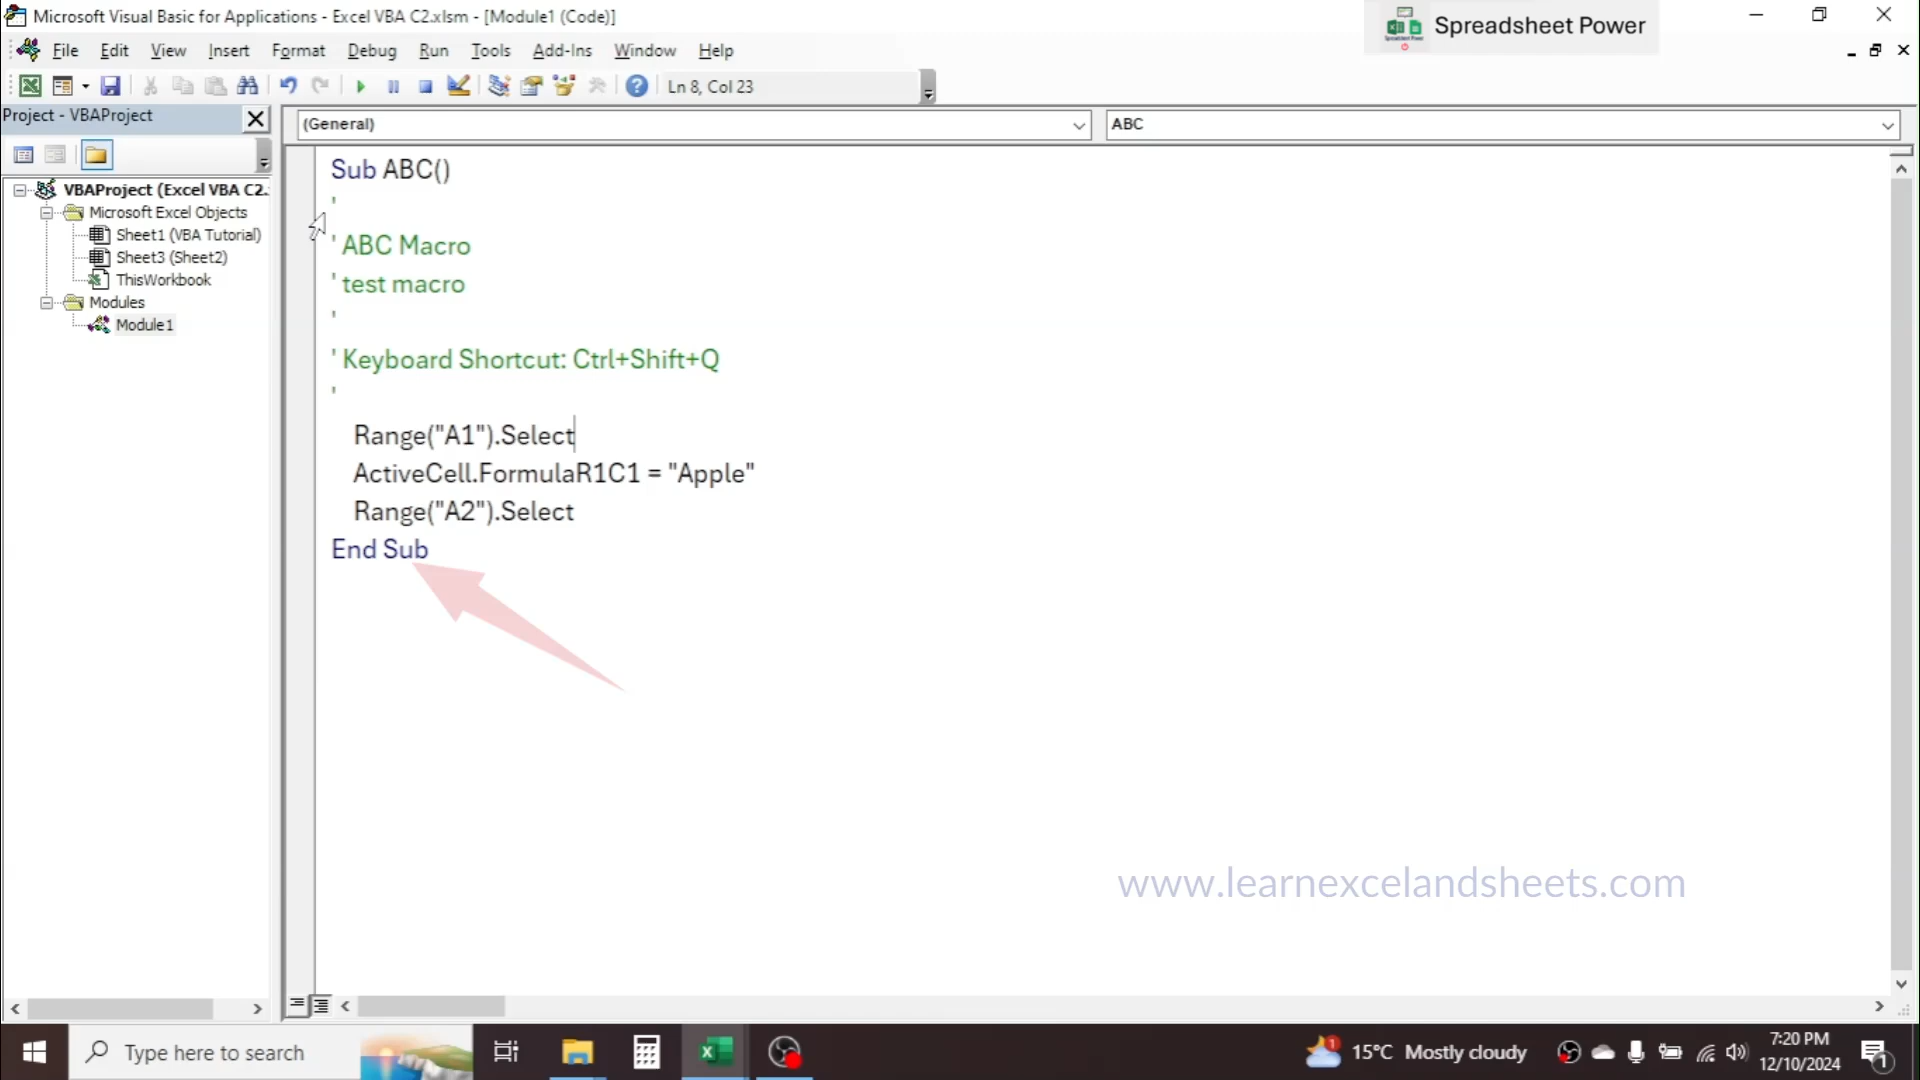 Microsoft Visual Basic for Applications - Excel VBA C2.xlsm - [Module1 (Code)]
Spreadsheet Power
File Edit View Insert Format Debug Run Tools Add-Ins Window Help
Ln 8, Col 23
Project - VBAProject
(General)
ABC
VBAProject (Excel VBA C2.
Microsoft Excel Objects
Sheet1 (VBA Tutorial)
Sheet3 (Sheet2)
ThisWorkbook
Modules
Module1
Sub ABC()
'
' ABC Macro
' test macro
'
' Keyboard Shortcut: Ctrl+Shift+Q
'
Range("A1").Select
ActiveCell.FormulaR1C1 = "Apple"
Range("A2").Select
End Sub
www.learnexcelandsheets.com
Type here to search
1
15°C Mostly cloudy
7:20 PM
12/10/2024
1